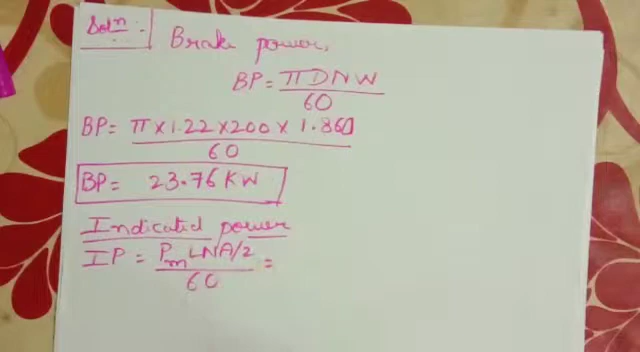 Soln:
Brake power,
BP = πDNW
60
BP = π × 1.22 × 200 × 1.860
60
BP = 23.76 KW
Indicated power
IP = PmLNA/2 =
60